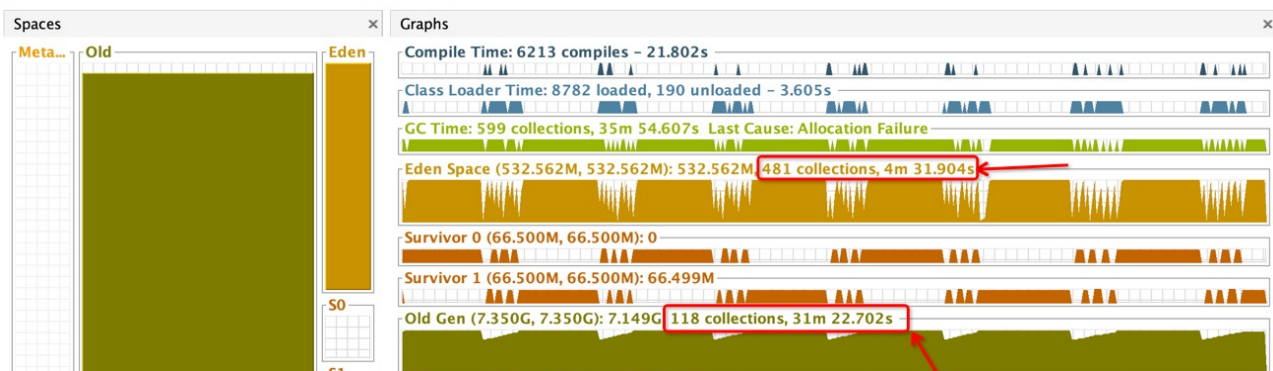 Spaces
Graphs
Meta...
Old
Eden
S0
S1
Compile Time: 6213 compiles - 21.802s
Class Loader Time: 8782 loaded, 190 unloaded - 3.605s
GC Time: 599 collections, 35m 54.607s Last Cause: Allocation Failure
Eden Space (532.562M, 532.562M): 532.562M, 481 collections, 4m 31.904s
Survivor 0 (66.500M, 66.500M): 0
Survivor 1 (66.500M, 66.500M): 66.499M
Old Gen (7.350G, 7.350G): 7.149G, 118 collections, 31m 22.702s